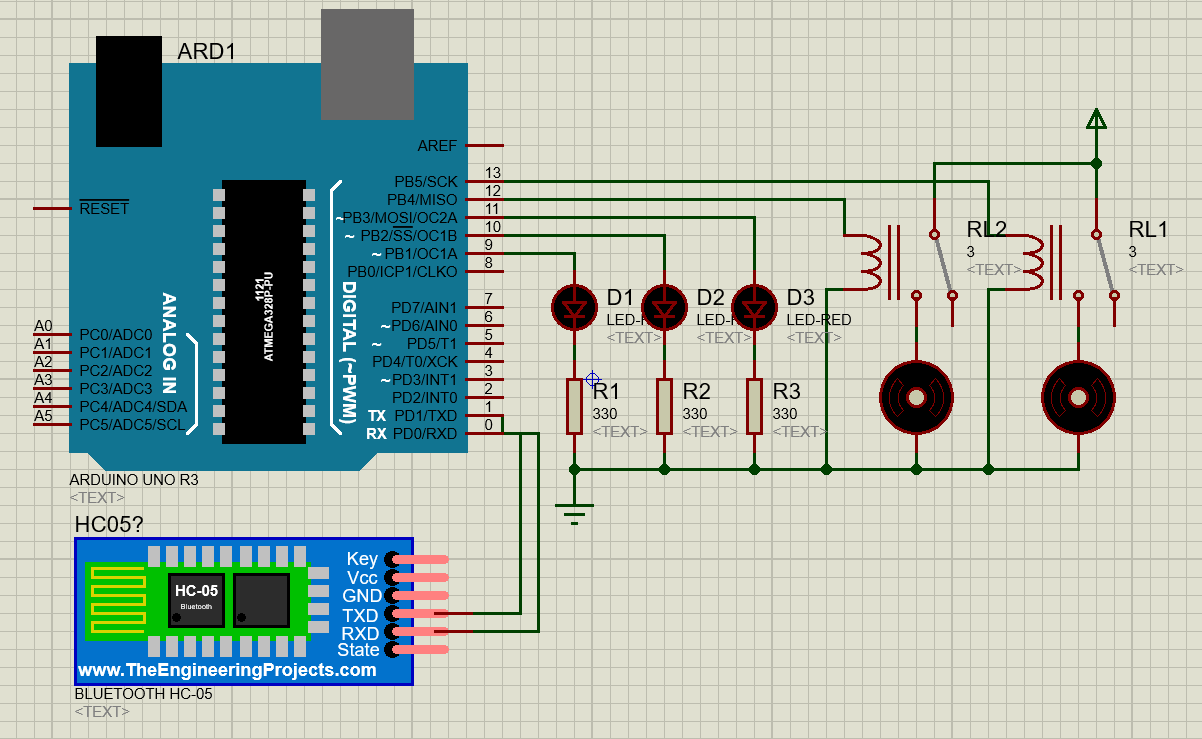 ARD1
AREF
13
PB5/SCK
12
RESET
PB4/MISO
11
~PB3/MOSI/OC2A
10
~ PB2/SS/OC1B
9
~ PB1/OC1A
8
PB0/ICP1/CLKO
1121
ATMEGA328P-PU
DIGITAL (~PWM)
ANALOG IN
7
PD7/AIN1
6
~PD6/AIN0
5
~ PD5/T1
4
PD4/T0/XCK
3
~PD3/INT1
2
PD2/INT0
1
TX PD1/TXD
0
RX PD0/RXD
A0
PC0/ADC0
A1
PC1/ADC1
A2
PC2/ADC2
A3
PC3/ADC3
A4
PC4/ADC4/SDA
A5
PC5/ADC5/SCL
ARDUINO UNO R3
<TEXT>
D1
LED-R
<TEXT>
D2
LED-R
<TEXT>
D3
LED-RED
<TEXT>
R1
330
<TEXT>
R2
330
<TEXT>
R3
330
<TEXT>
RL2
3
<TEXT>
RL1
3
<TEXT>
HC05?
HC-05
Bluetooth
Key
Vcc
GND
TXD
RXD
State
www.TheEngineeringProjects.com
BLUETOOTH HC-05
<TEXT>